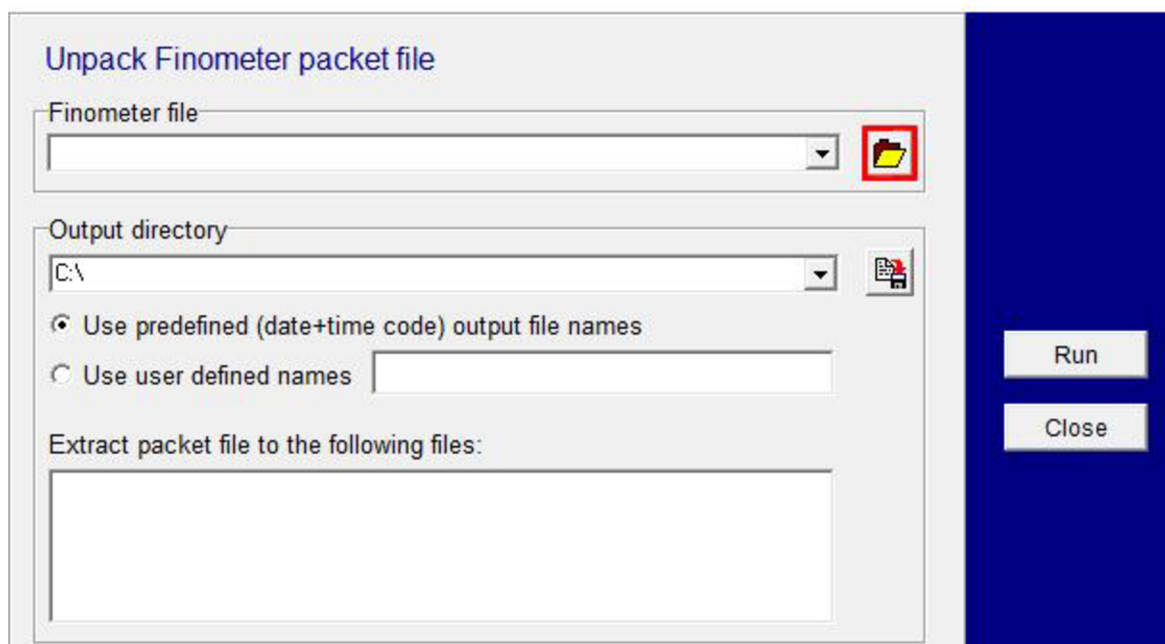 Unpack Finometer packet file
Finometer file
Output directory
C:\
Use predefined (date+time code) output file names
Use user defined names
Extract packet file to the following files:
Run
Close